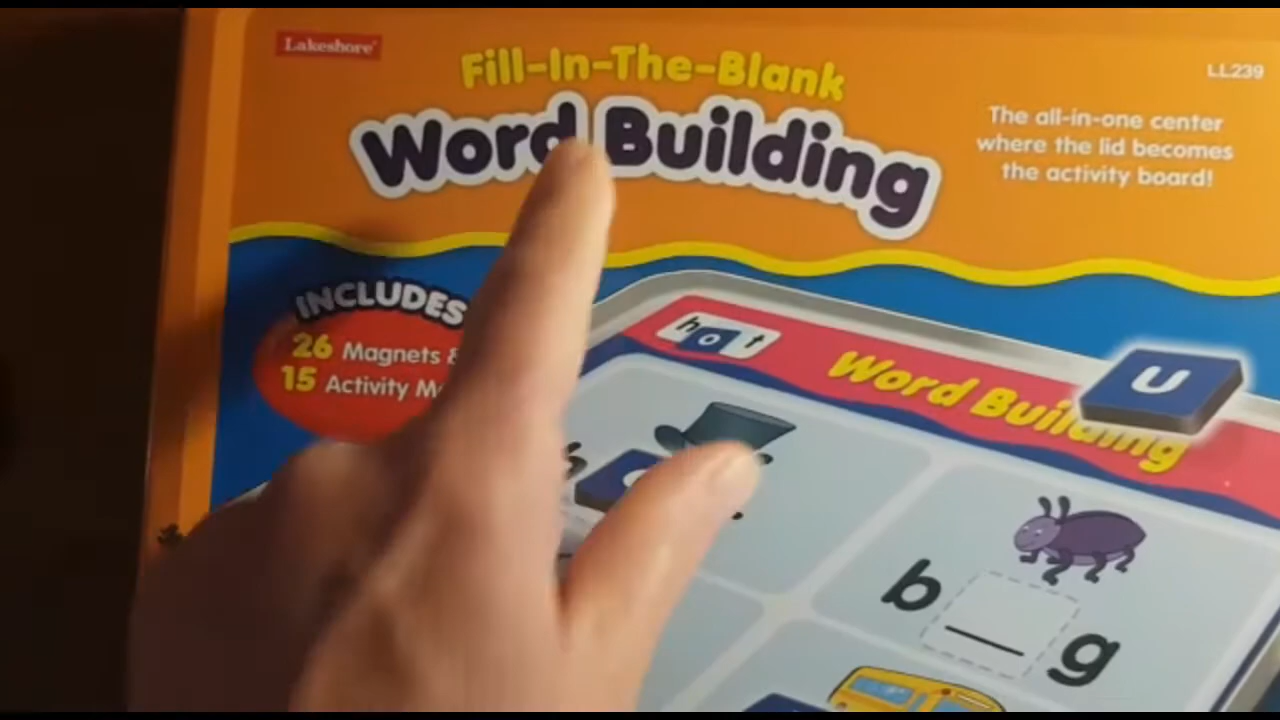 Lakeshore
Fill-In-The-Blank
Word Building
LL239
The all-in-one center
where the lid becomes
the activity board!
INCLUDES
26 Magnets &
15 Activity
hot
Word Building
U
b _ g